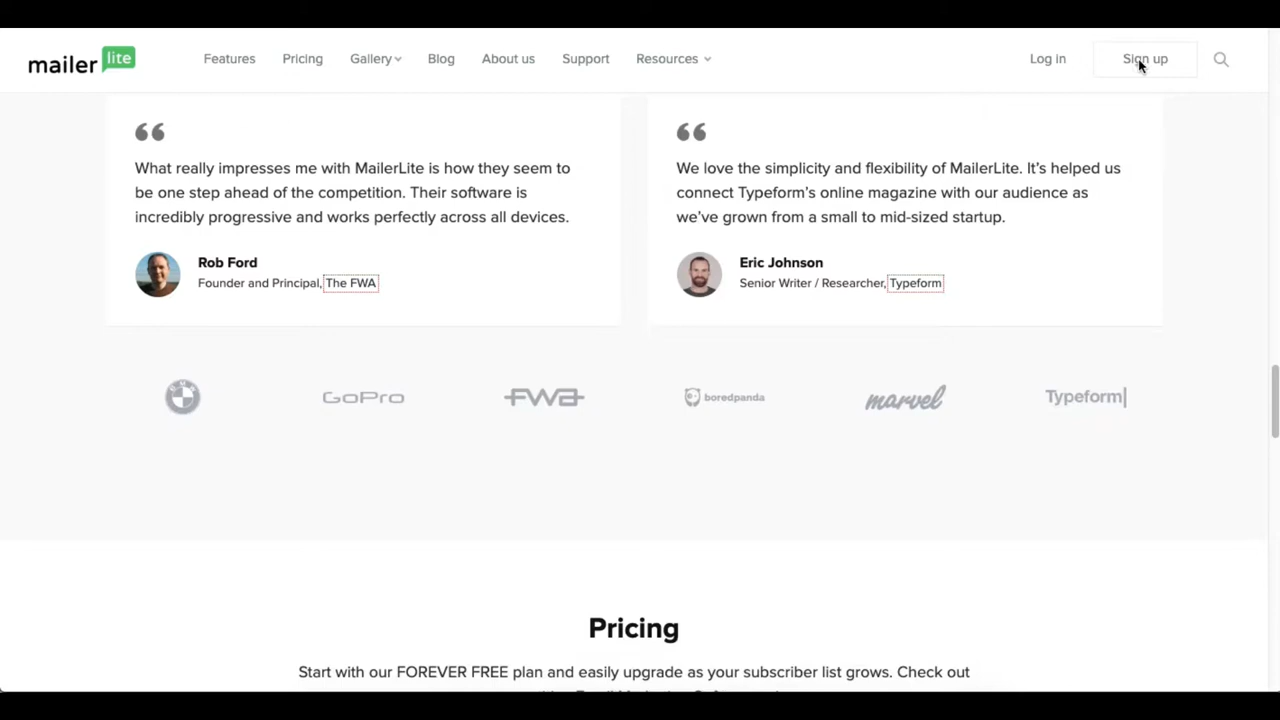 mailer lite Features Pricing Gallery Blog About us Support Resources Log in Sign up
What really impresses me with MailerLite is how they seem to
be one step ahead of the competition. Their software is
incredibly progressive and works perfectly across all devices.
Rob Ford
Founder and Principal, The FWA
We love the simplicity and flexibility of MailerLite. It’s helped us
connect Typeform’s online magazine with our audience as
we’ve grown from a small to mid-sized startup.
Eric Johnson
Senior Writer / Researcher, Typeform
BMW GoPro FWA boredpanda marvel Typeform
Pricing
Start with our FOREVER FREE plan and easily upgrade as your subscriber list grows. Check out